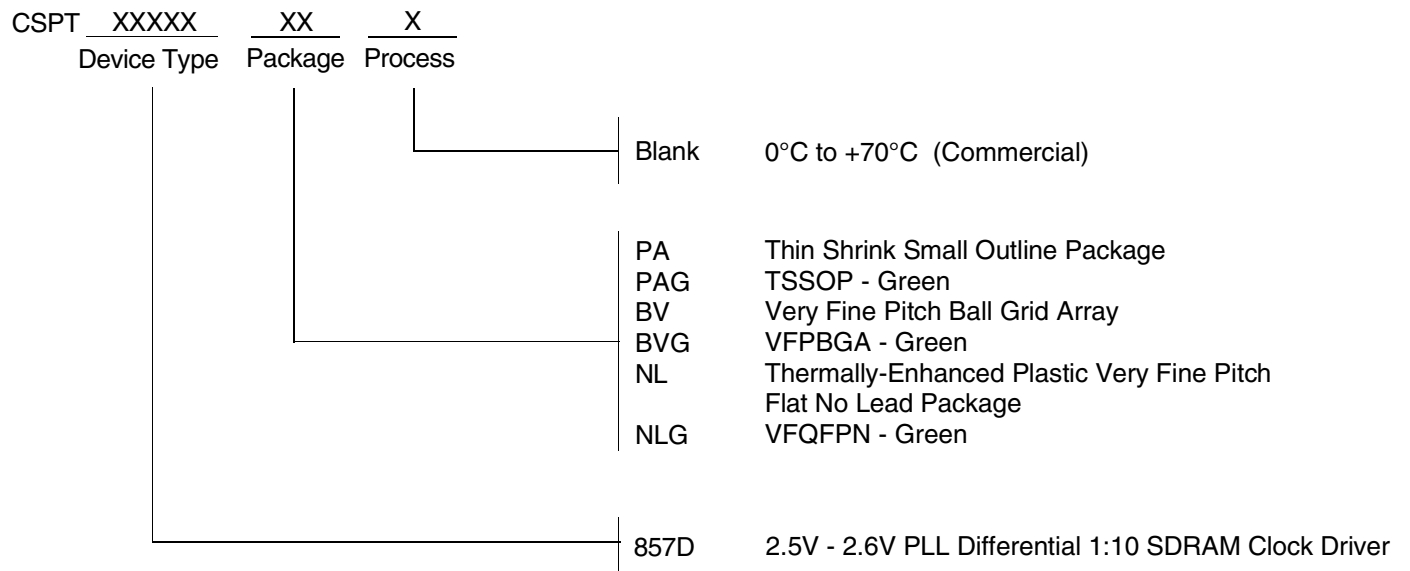 CSPT XXXXX XX X
Device Type Package Process
Blank 0°C to +70°C (Commercial)
PA Thin Shrink Small Outline Package
PAG TSSOP - Green
BV Very Fine Pitch Ball Grid Array
BVG VFPBGA - Green
NL Thermally-Enhanced Plastic Very Fine Pitch
Flat No Lead Package
NLG VFQFPN - Green
857D 2.5V - 2.6V PLL Differential 1:10 SDRAM Clock Driver